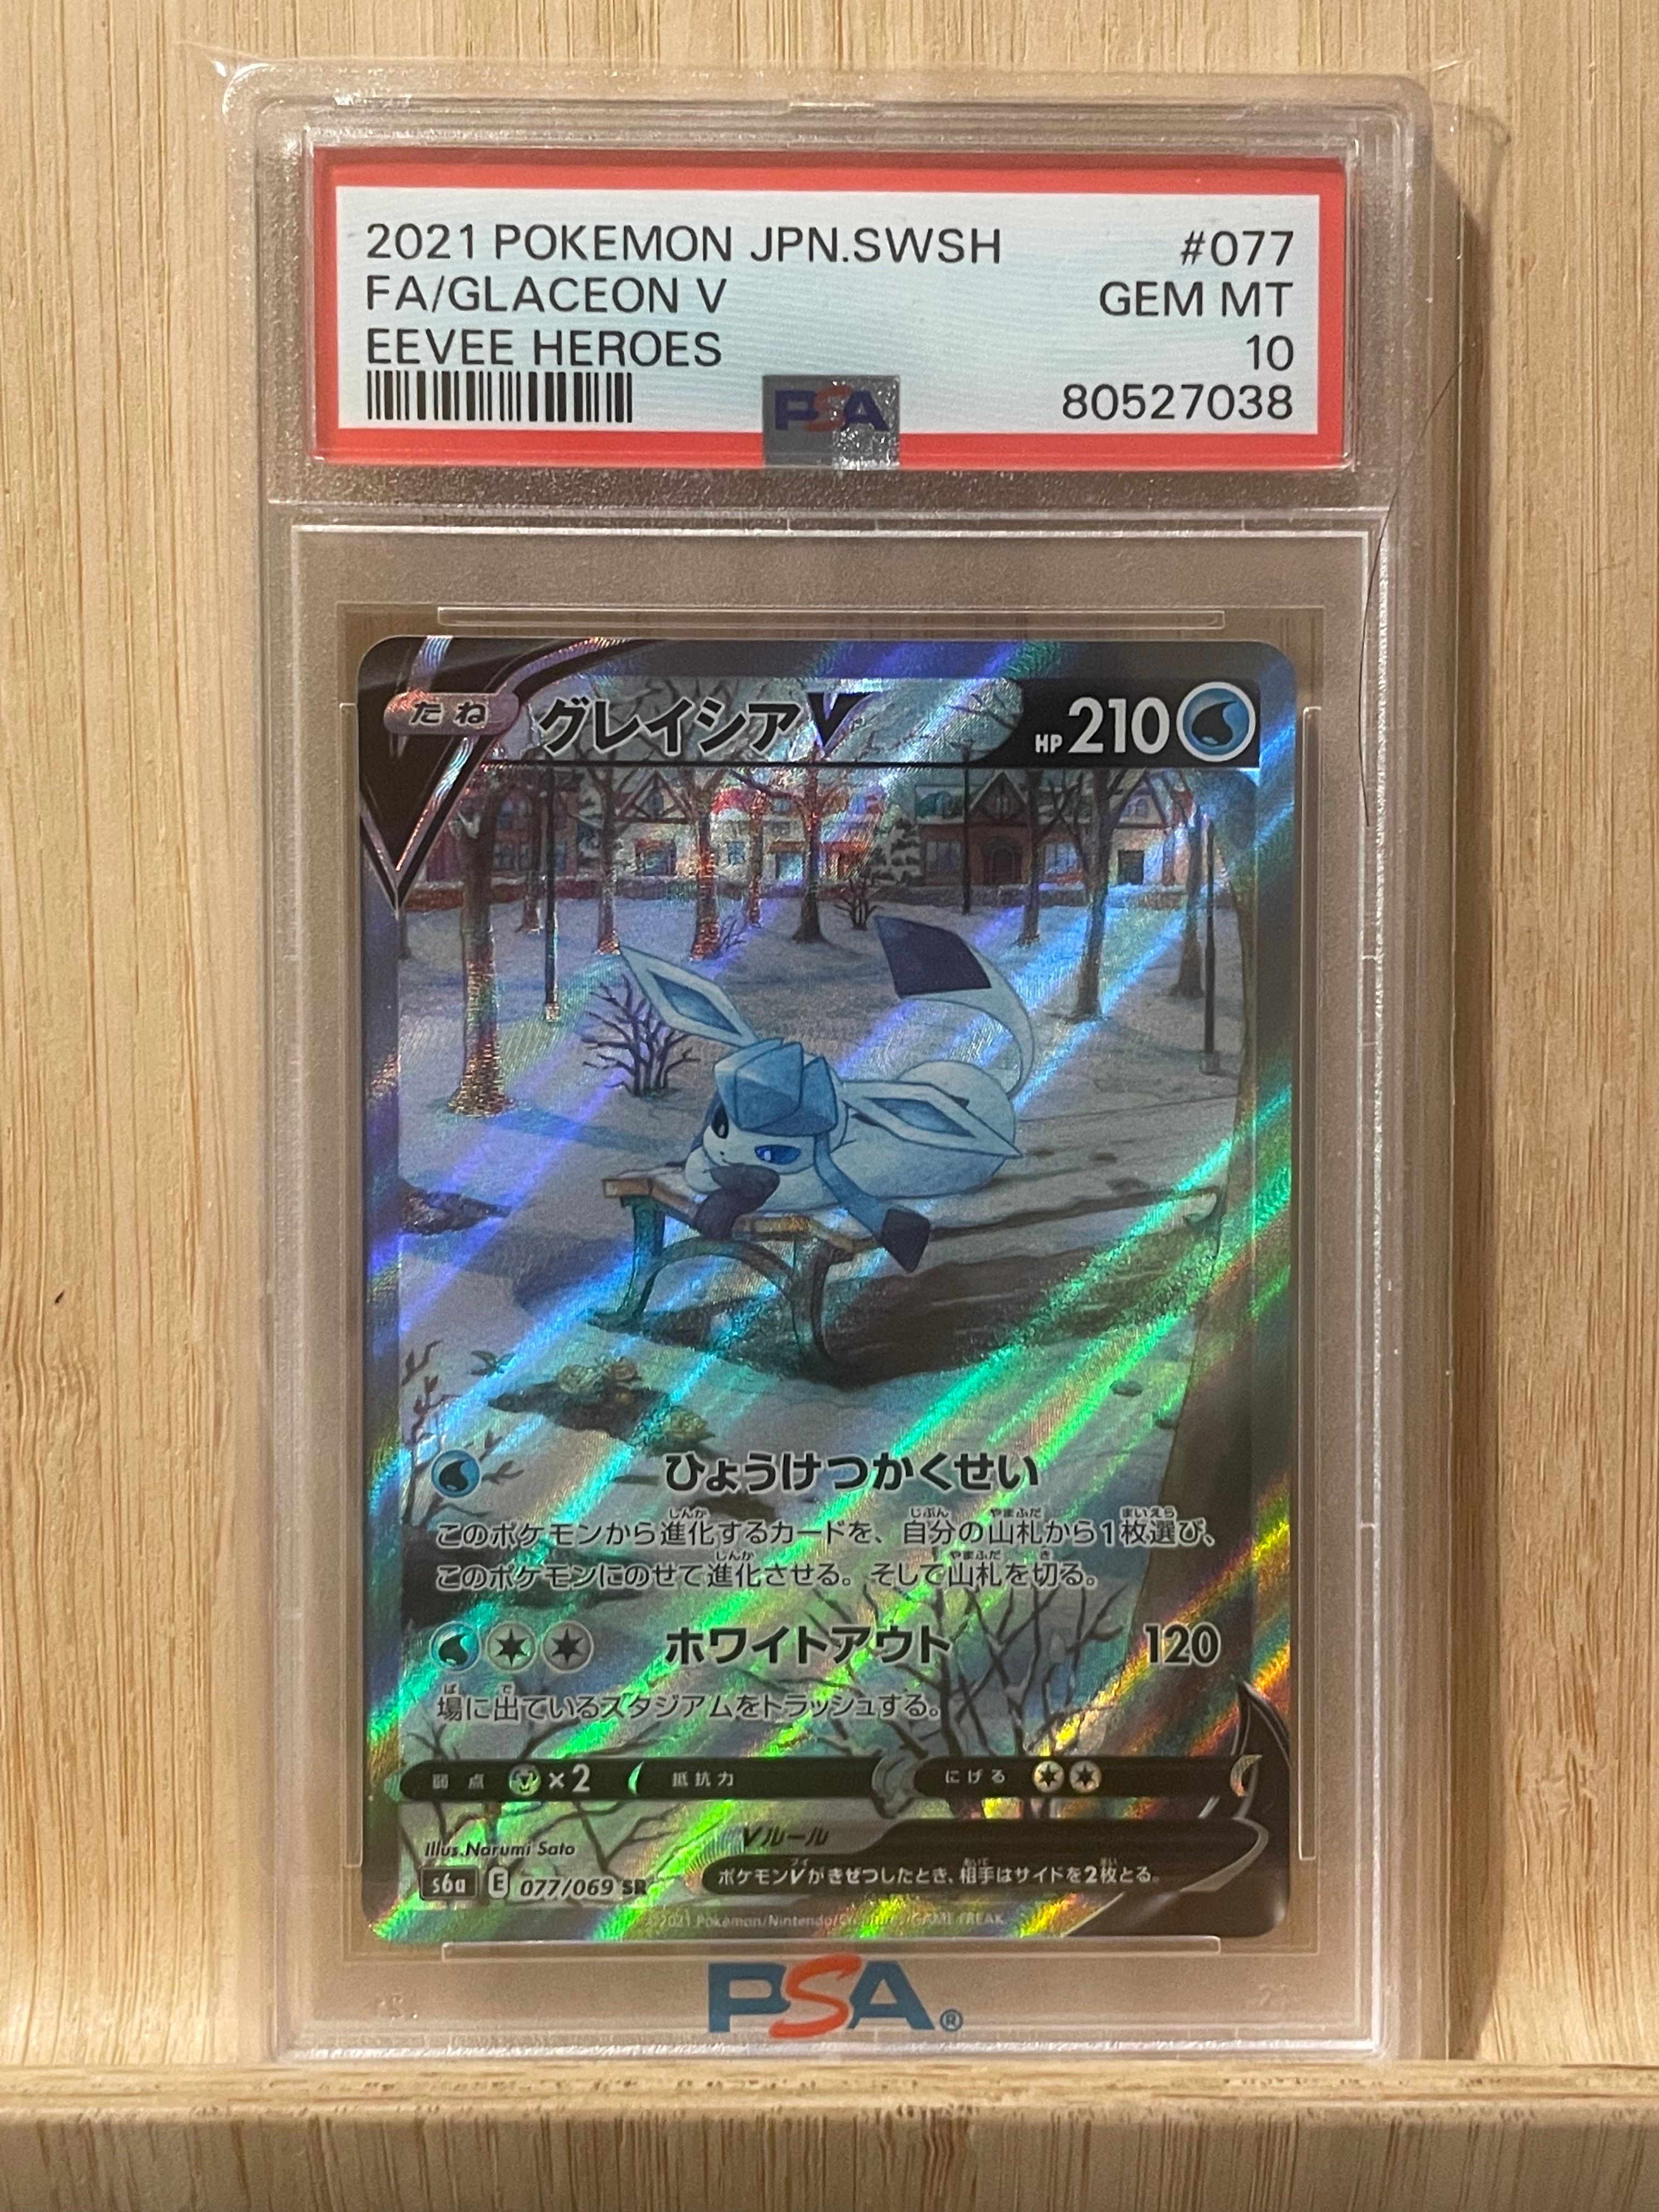 2021 POKEMON JPN.SWSH #077
FA/GLACEON V GEM MT
EEVEE HEROES 10
80527038
PSA
たね グレイシアV HP 210
ひょうけつかくせい
このポケモンから進化するカードを、自分の山札から1枚選び、
このポケモンにのせて進化させる。そして山札を切る。
ホワイトアウト 120
場に出ているスタジアムをトラッシュする。
弱点 ×2 抵抗力 にげる
Illus. Narumi Sato
Vルール
ポケモンVがきぜつしたとき、相手はサイドを2枚とる。
s6a E 077/069 SR
©2021 Pokémon/Nintendo/Creatures/GAME FREAK.
PSA®